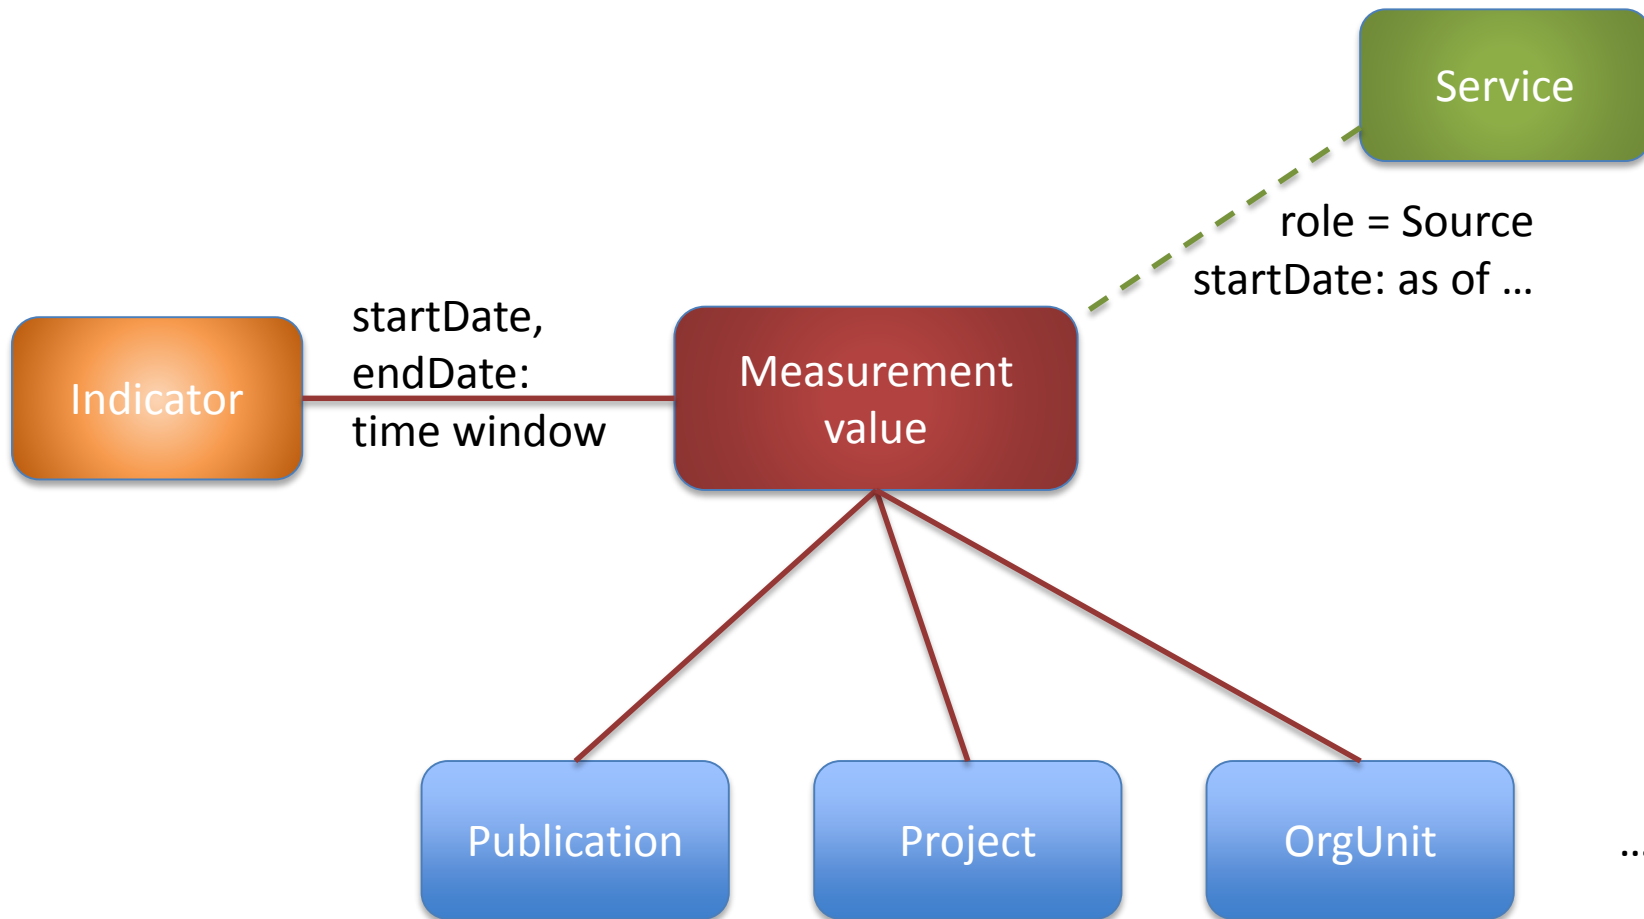 Service
role = Source
startDate: as of ...
startDate,
endDate:
time window
Indicator
Measurement
value
Publication
Project
OrgUnit
...